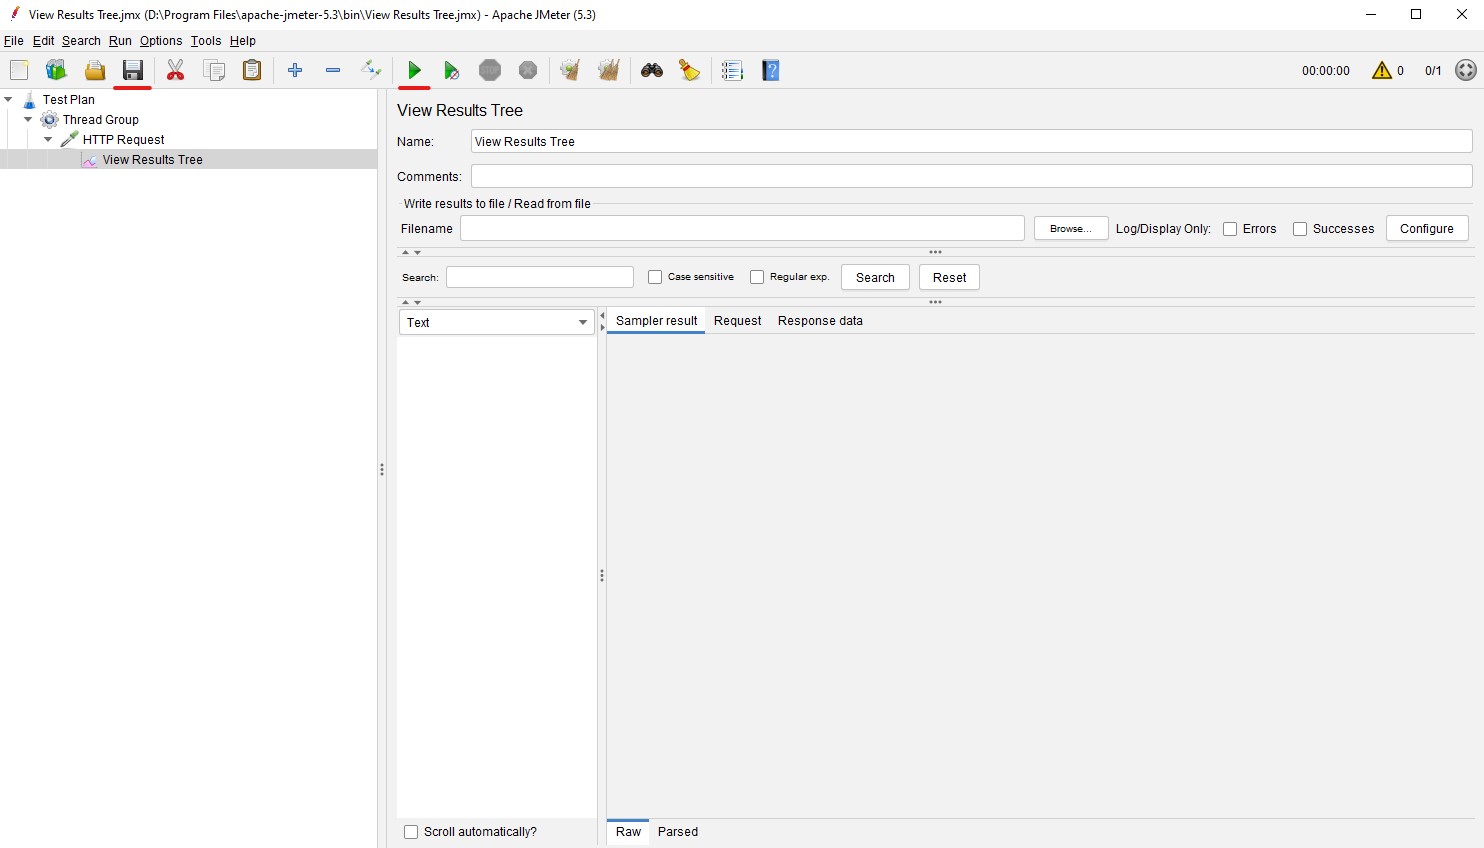 View Results Tree.jmx (D:\Program Files\apache-jmeter-5.3\bin\View Results Tree.jmx) - Apache JMeter (5.3)
File Edit Search Run Options Tools Help
STOP 00:00:00 0 0/1
Test Plan
Thread Group
HTTP Request
View Results Tree
View Results Tree
Name: View Results Tree
Comments:
Write results to file / Read from file
Filename Browse... Log/Display Only: Errors Successes Configure
Search: Case sensitive Regular exp. Search Reset
Text
Sampler result Request Response data
Scroll automatically?
Raw Parsed